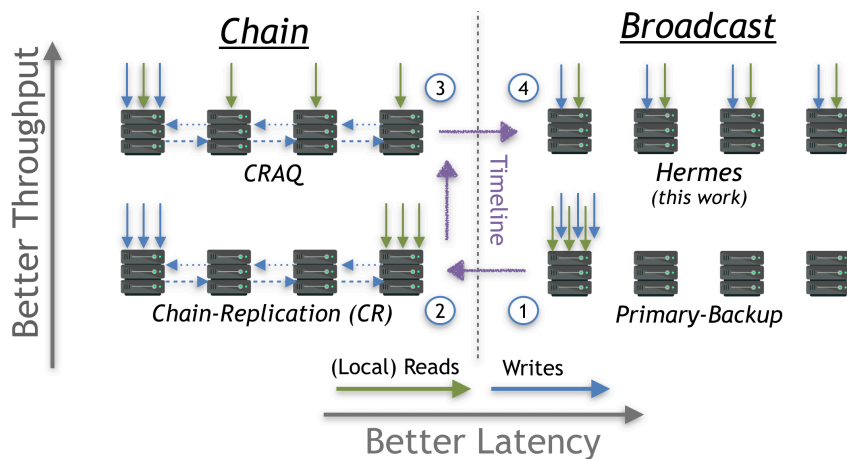 Chain
Broadcast
Better Throughput
3
4
CRAQ
Hermes
(this work)
Timeline
Chain-Replication (CR)
2
1
Primary-Backup
(Local) Reads
Writes
Better Latency